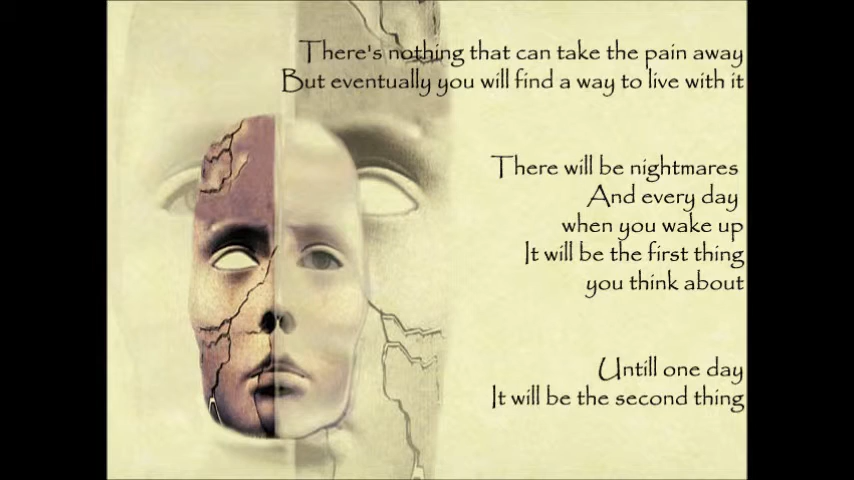 There's nothing that can take the pain away
But eventually you will find a way to live with it
There will be nightmares
And every day
when you wake up
It will be the first thing
you think about
Untill one day
It will be the second thing